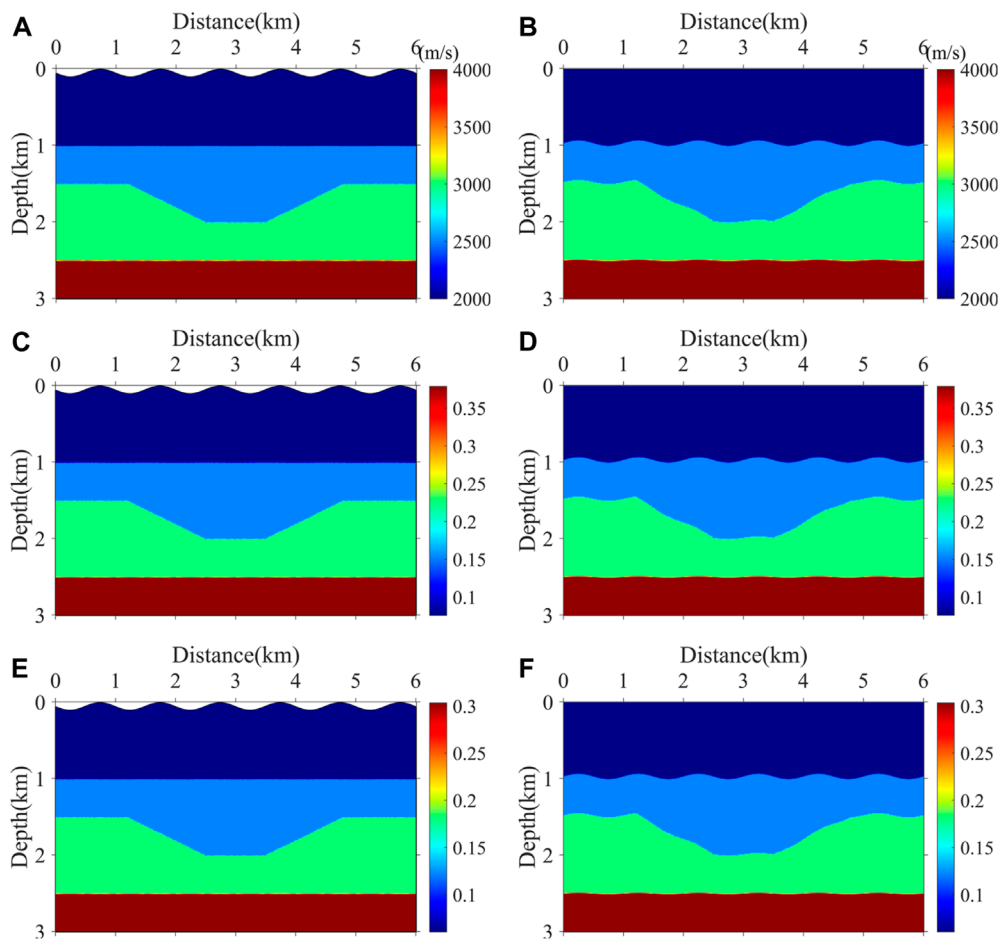 A
Distance(km)
0 1 2 3 4 5 6
(m/s)
Depth(km)
0
1
2
3
4000
3500
3000
2500
2000
B
Distance(km)
0 1 2 3 4 5 6
(m/s)
Depth(km)
0
1
2
3
4000
3500
3000
2500
2000
C
Distance(km)
0 1 2 3 4 5 6
Depth(km)
0
1
2
3
0.35
0.3
0.25
0.2
0.15
0.1
D
Distance(km)
0 1 2 3 4 5 6
Depth(km)
0
1
2
3
0.35
0.3
0.25
0.2
0.15
0.1
E
Distance(km)
0 1 2 3 4 5 6
Depth(km)
0
1
2
3
0.3
0.25
0.2
0.15
0.1
F
Distance(km)
0 1 2 3 4 5 6
Depth(km)
0
1
2
3
0.3
0.25
0.2
0.15
0.1